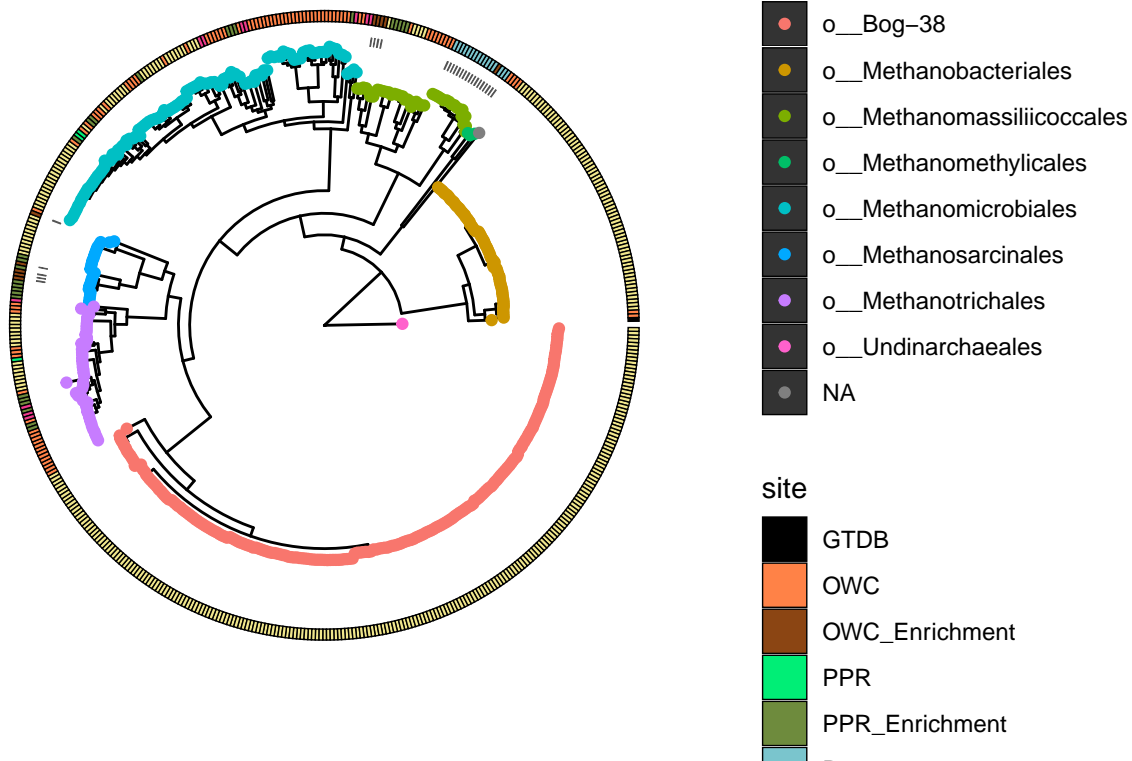 o__Bog−38
o__Methanobacteriales
o__Methanomassiliicoccales
o__Methanomethylicales
o__Methanomicrobiales
o__Methanosarcinales
o__Methanotrichales
o__Undinarchaeales
NA
site
GTDB
OWC
OWC_Enrichment
PPR
PPR_Enrichment